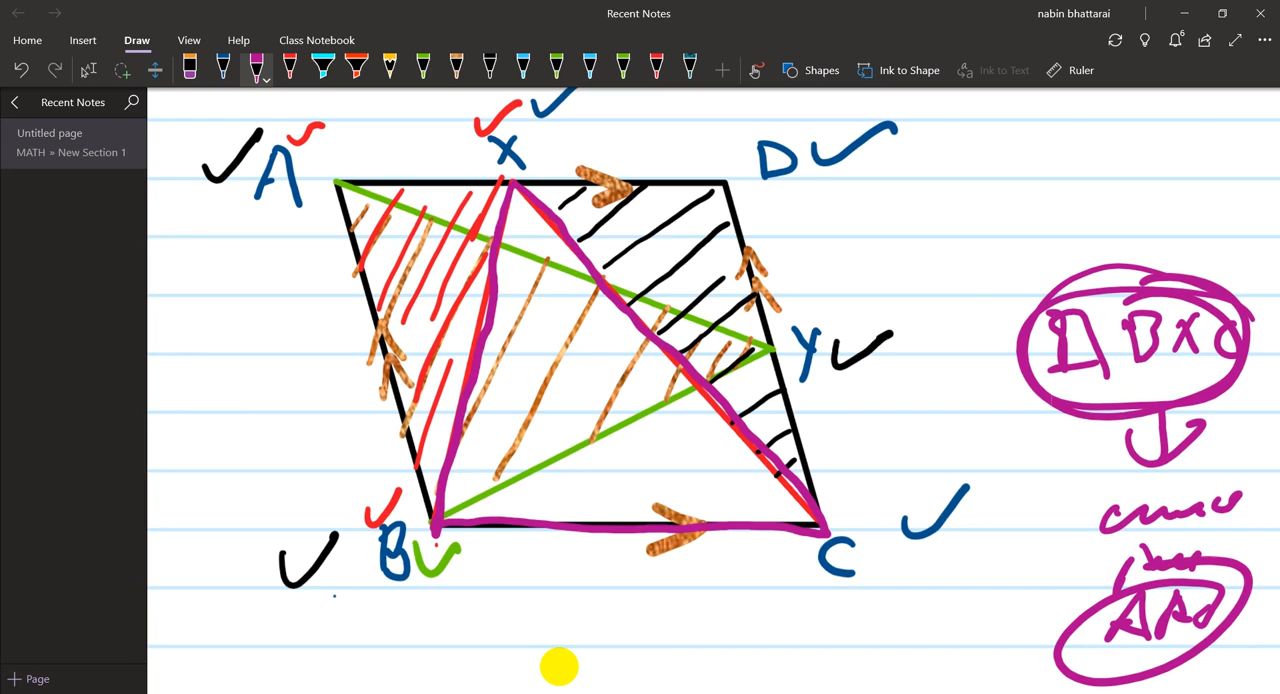 Recent Notes
nabin bhattarai
Home
Insert
Draw
View
Help
Class Notebook
6
Shapes
Ink to Shape
Ink to Text
Ruler
Recent Notes
Untitled page
MATH » New Section 1
Page
X
A
D
Y
B
C